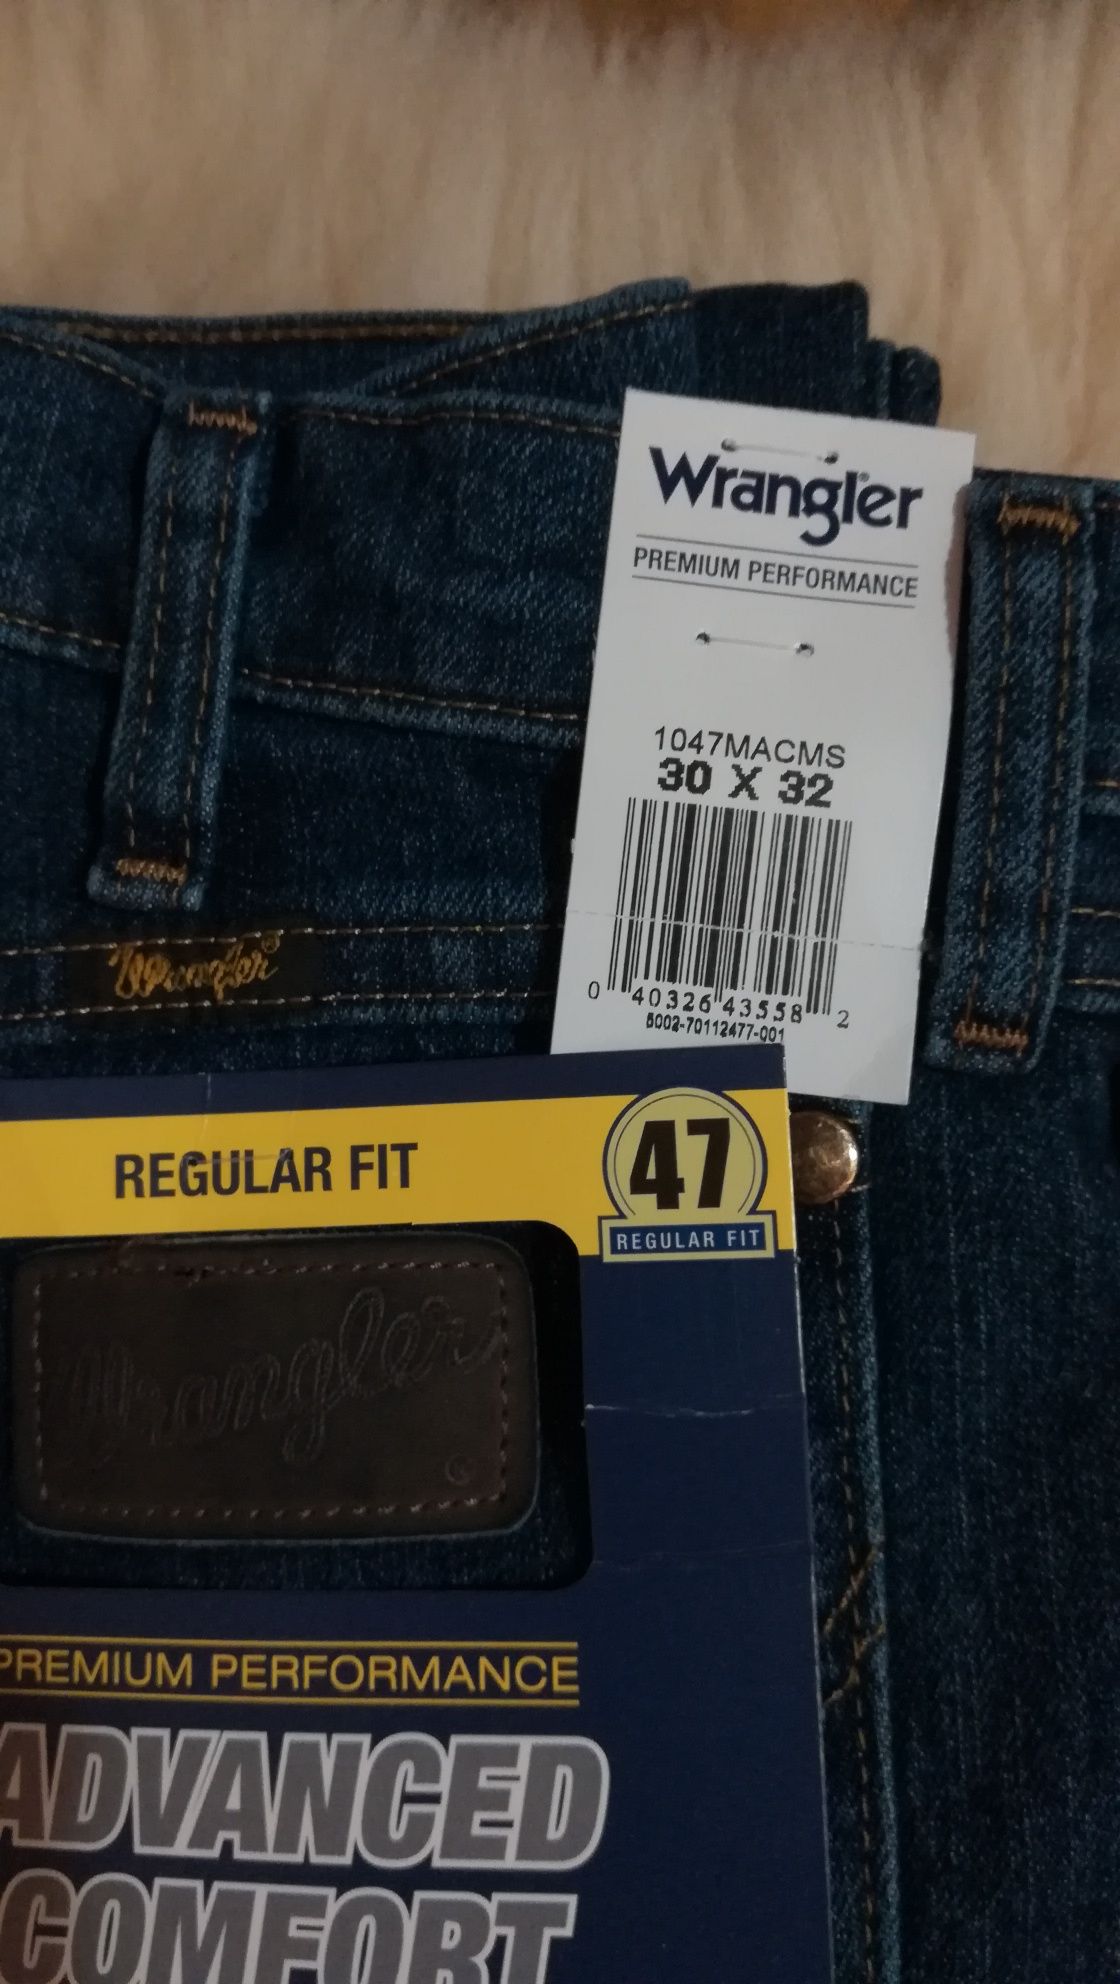 Wrangler®
PREMIUM PERFORMANCE
1047MACMS
30 X 32
0 40326 43558 2
5002-70112477-001
Wrangler®
REGULAR FIT
47
REGULAR FIT
Wrangler
PREMIUM PERFORMANCE
ADVANCED
COMFORT